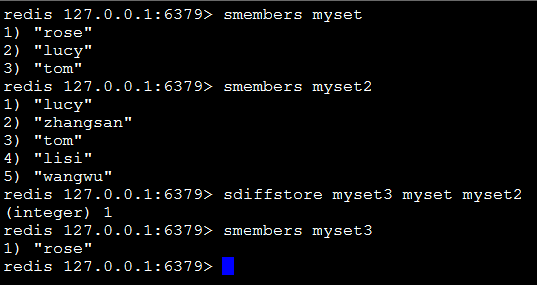 redis 127.0.0.1:6379> smembers myset
1) "rose"
2) "lucy"
3) "tom"
redis 127.0.0.1:6379> smembers myset2
1) "lucy"
2) "zhangsan"
3) "tom"
4) "lisi"
5) "wangwu"
redis 127.0.0.1:6379> sdiffstore myset3 myset myset2
(integer) 1
redis 127.0.0.1:6379> smembers myset3
1) "rose"
redis 127.0.0.1:6379>